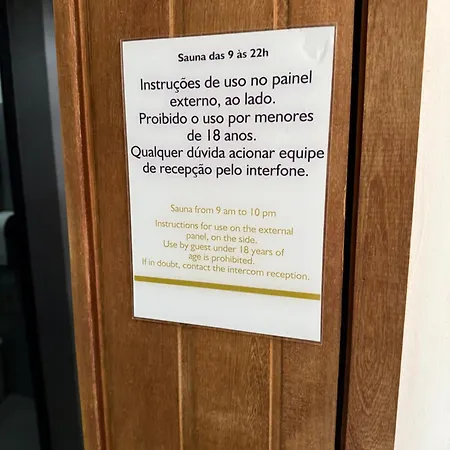 Sauna das 9 às 22h
Instruções de uso no painel
externo, ao lado.
Proibido o uso por menores
de 18 anos.
Qualquer dúvida acionar equipe
de recepção pelo interfone.
Sauna from 9 am to 10 pm
Instructions for use on the external
panel, on the side.
Use by guest under 18 years of
age is prohibited.
If in doubt, contact the intercom reception.